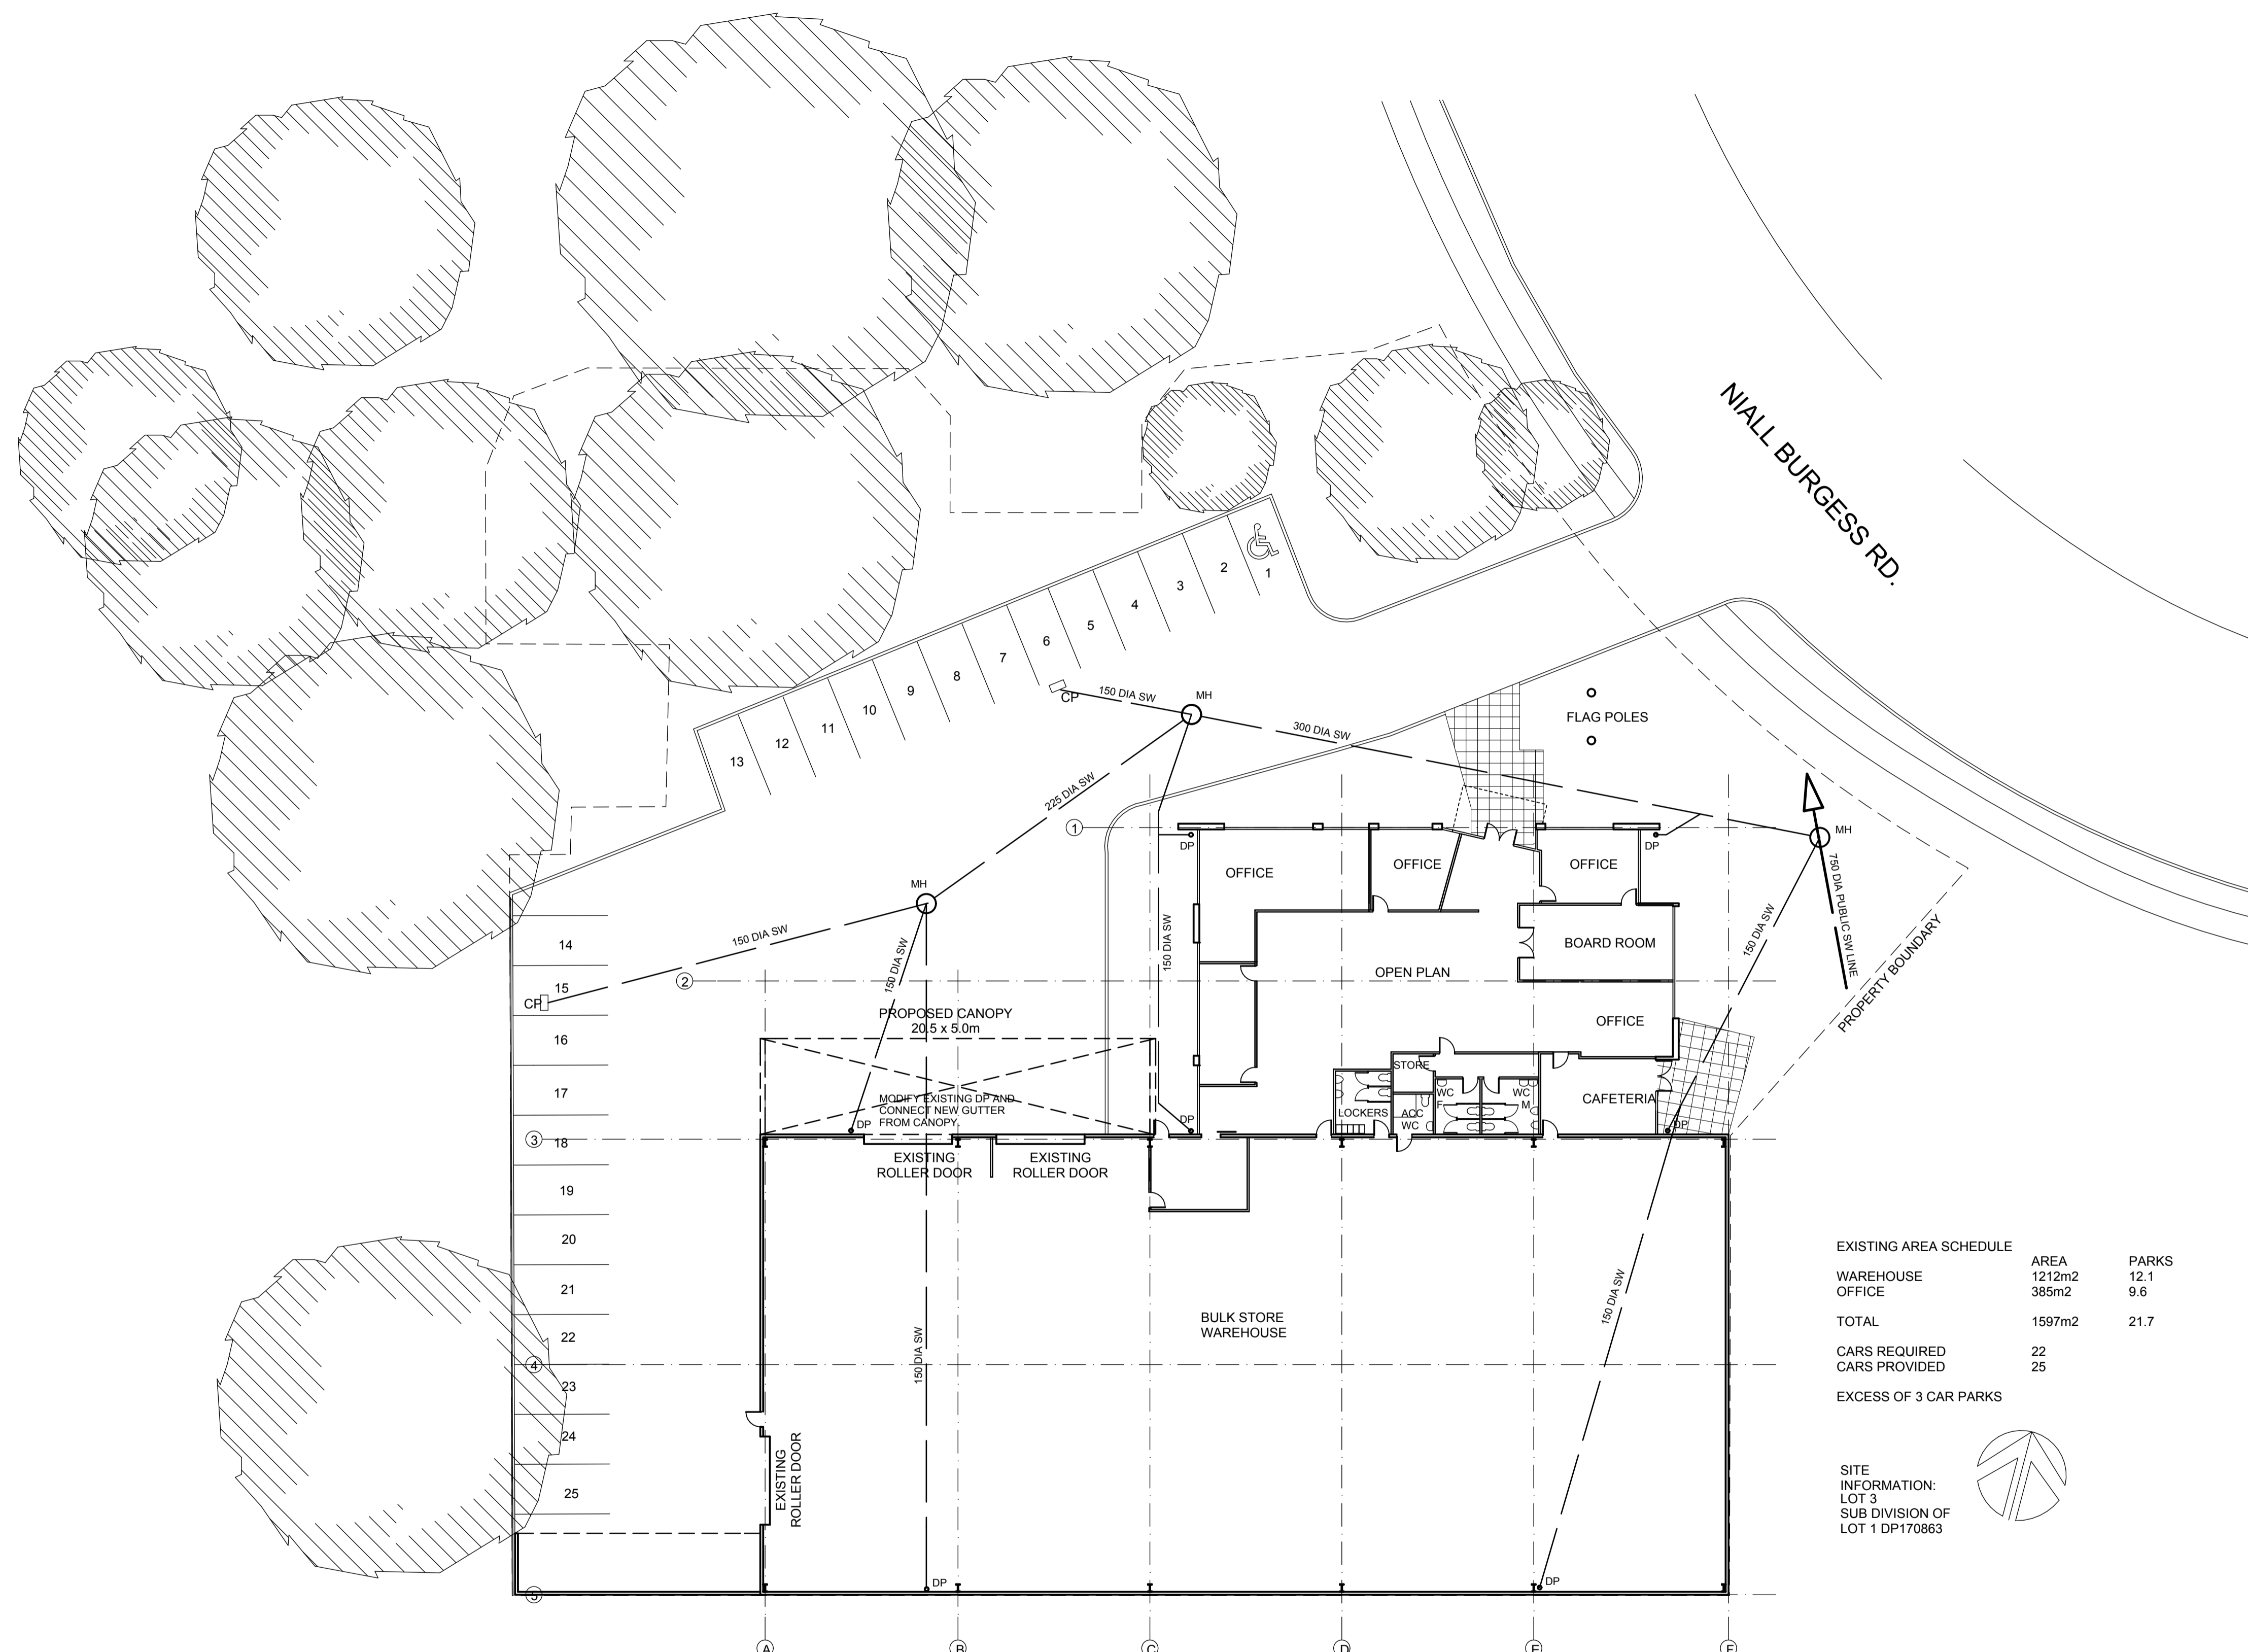 NIALL BURGESS RD.
1
2
3
4
5
6
7
8
9
10
11
12
13
CP
150 DIA SW
MH
300 DIA SW
FLAG POLES
225 DIA SW
1
DP
OFFICE
OFFICE
OFFICE
DP
MH
750 DIA PUBLIC SW LINE
PROPERTY BOUNDARY
MH
150 DIA SW
150 DIA SW
150 DIA SW
150 DIA SW
14
15
CP
2
BOARD ROOM
OPEN PLAN
PROPOSED CANOPY
20.5 x 5.0m
OFFICE
16
17
STORE
MODIFY EXISTING DP AND
CONNECT NEW GUTTER
FROM CANOPY.
DP
DP
LOCKERS
ACC
WC
WC
F
WC
M
CAFETERIA
DP
3
18
EXISTING
ROLLER DOOR
EXISTING
ROLLER DOOR
19
20
21
22
4
23
24
25
150 DIA SW
BULK STORE
WAREHOUSE
150 DIA SW
EXISTING
ROLLER DOOR
DP
DP
5
A
B
C
D
E
F
EXISTING AREA SCHEDULE
AREA PARKS
WAREHOUSE 1212m2 12.1
OFFICE 385m2 9.6
TOTAL 1597m2 21.7
CARS REQUIRED 22
CARS PROVIDED 25
EXCESS OF 3 CAR PARKS
SITE
INFORMATION:
LOT 3
SUB DIVISION OF
LOT 1 DP170863